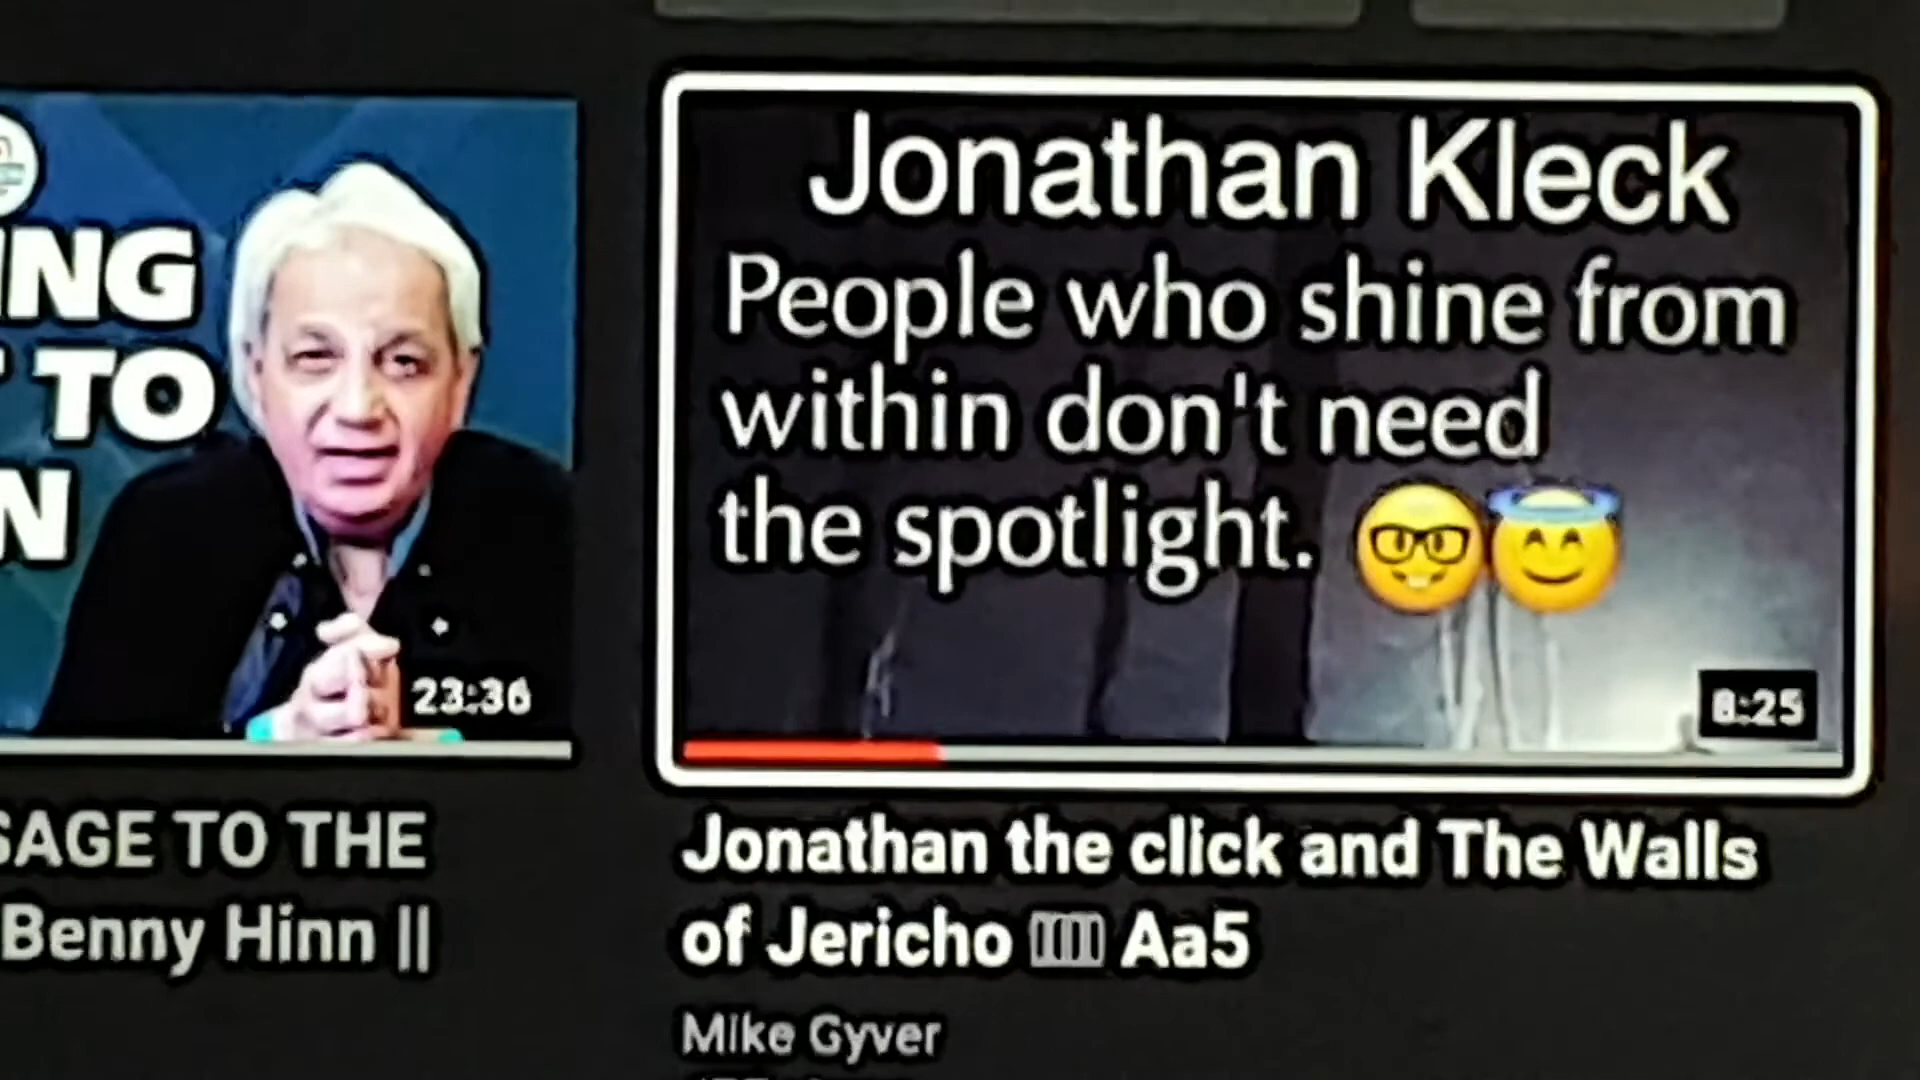 ING
TO
N
23:36
SAGE TO THE
Benny Hinn ||
Jonathan Kleck
People who shine from
within don't need
the spotlight. 🤓😇
8:25
Jonathan the click and The Walls
of Jericho Aa5
Mike Gyver